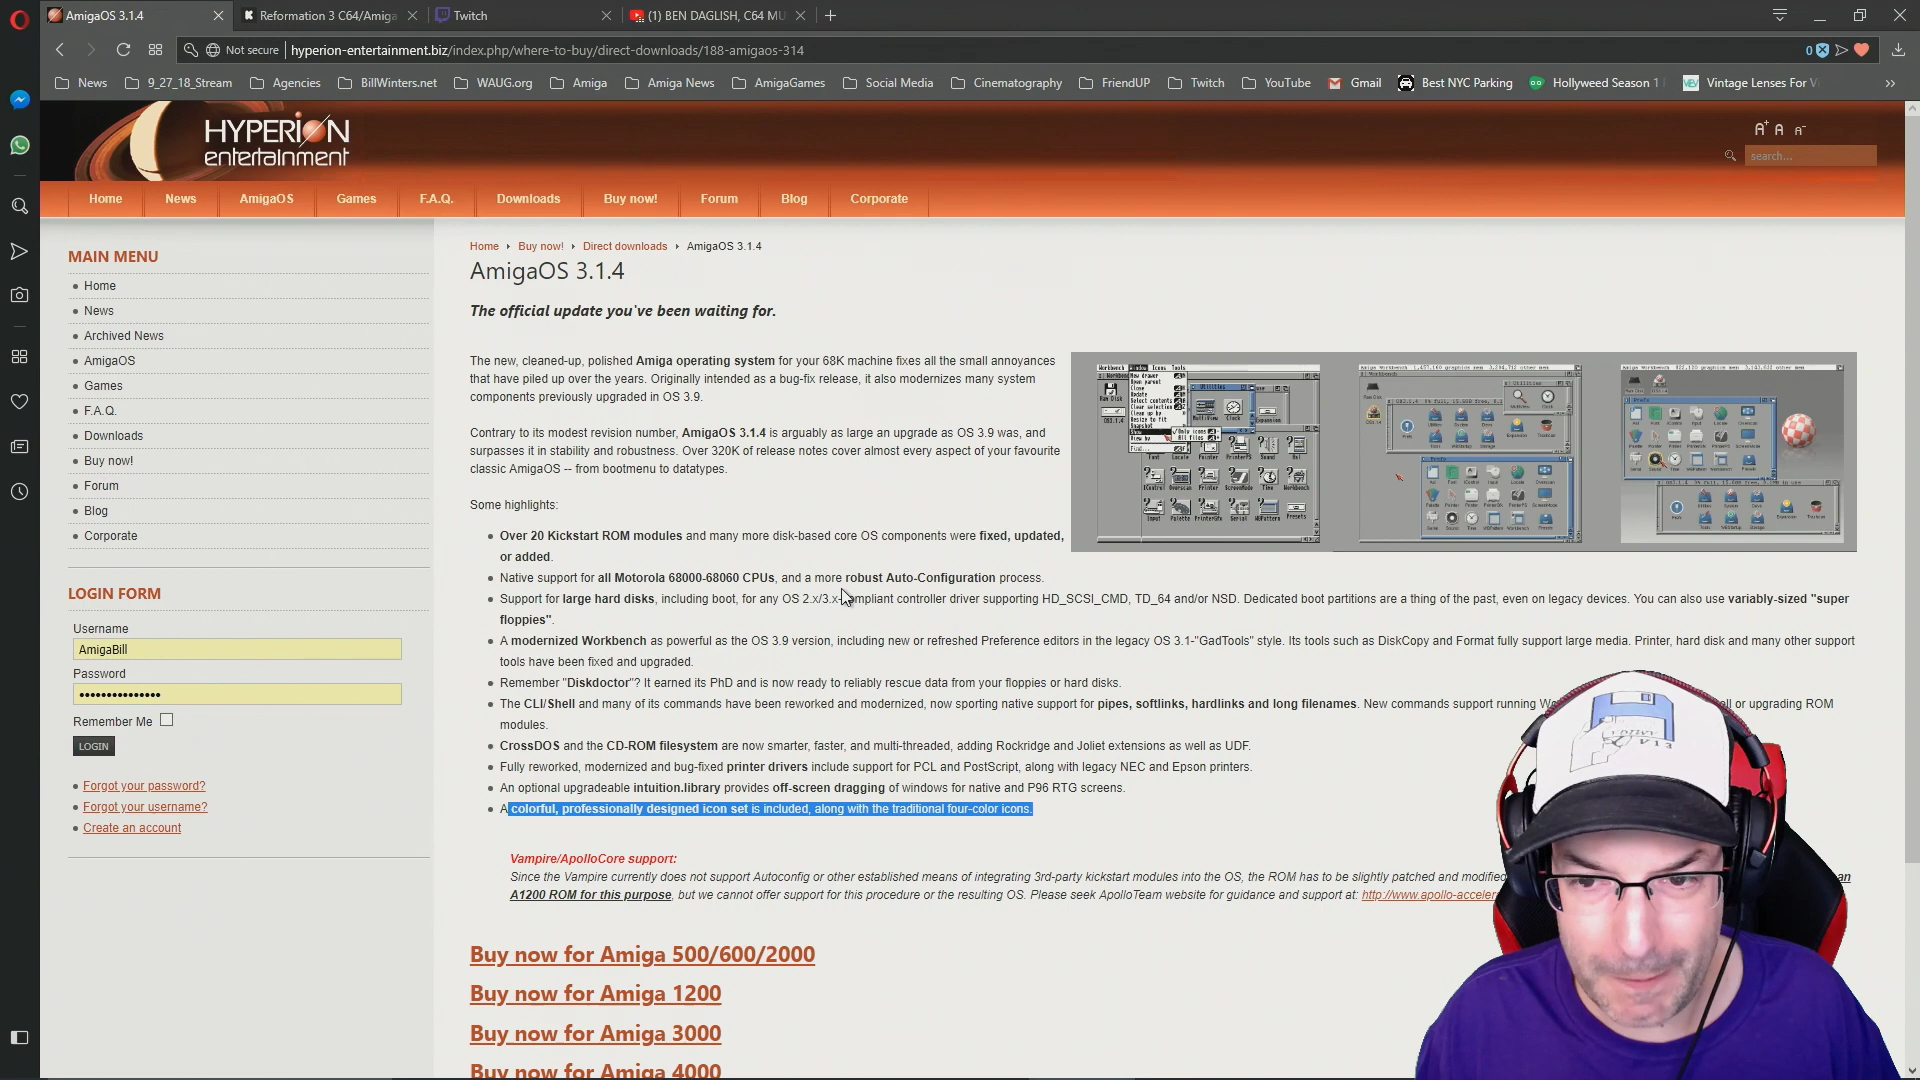 AmigaOS 3.1.4
Reformation 3 C64/Amiga
Twitch
(1) BEN DAGLISH, C64 MU
Not secure
hyperion-entertainment.biz/index.php/where-to-buy/direct-downloads/188-amigaos-314
0
News
9_27_18_Stream
Agencies
BillWinters.net
WAUG.org
Amiga
Amiga News
AmigaGames
Social Media
Cinematography
FriendUP
Twitch
YouTube
Gmail
Best NYC Parking
Hollyweed Season 1
Vintage Lenses For
HYPERION
entertainment
A+ A A-
search...
Home
News
AmigaOS
Games
F.A.Q.
Downloads
Buy now!
Forum
Blog
Corporate
MAIN MENU
Home
News
Archived News
AmigaOS
Games
F.A.Q.
Downloads
Buy now!
Forum
Blog
Corporate
LOGIN FORM
Username
AmigaBill
Password
•••••••••••••••
Remember Me
LOGIN
Forgot your password?
Forgot your username?
Create an account
Home
Buy now!
Direct downloads
AmigaOS 3.1.4
AmigaOS 3.1.4
The official update you've been waiting for.
The new, cleaned-up, polished Amiga operating system for your 68K machine fixes all the small annoyances
that have piled up over the years. Originally intended as a bug-fix release, it also modernizes many system
components previously upgraded in OS 3.9.
Contrary to its modest revision number, AmigaOS 3.1.4 is arguably as large an upgrade as OS 3.9 was, and
surpasses it in stability and robustness. Over 320K of release notes cover almost every aspect of your favourite
classic AmigaOS -- from bootmenu to datatypes.
Some highlights:
Over 20 Kickstart ROM modules and many more disk-based core OS components were fixed, updated,
or added.
Native support for all Motorola 68000-68060 CPUs, and a more robust Auto-Configuration process.
Support for large hard disks, including boot, for any OS 2.x/3.x-compliant controller driver supporting HD_SCSI_CMD, TD_64 and/or NSD. Dedicated boot partitions are a thing of the past, even on legacy devices. You can also use variably-sized "super
floppies".
A modernized Workbench as powerful as the OS 3.9 version, including new or refreshed Preference editors in the legacy OS 3.1-"GadTools" style. Its tools such as DiskCopy and Format fully support large media. Printer, hard disk and many other support
tools have been fixed and upgraded.
Remember "Diskdoctor"? It earned its PhD and is now ready to reliably rescue data from your floppies or hard disks.
The CLI/Shell and many of its commands have been reworked and modernized, now sporting native support for pipes, softlinks, hardlinks and long filenames. New commands support running or upgrading ROM
modules.
CrossDOS and the CD-ROM filesystem are now smarter, faster, and multi-threaded, adding Rockridge and Joliet extensions as well as UDF.
Fully reworked, modernized and bug-fixed printer drivers include support for PCL and PostScript, along with legacy NEC and Epson printers.
An optional upgradeable intuition.library provides off-screen dragging of windows for native and P96 RTG screens.
A colorful, professionally designed icon set is included, along with the traditional four-color icons.
Vampire/ApolloCore support:
Since the Vampire currently does not support Autoconfig or other established means of integrating 3rd-party kickstart modules into the OS, the ROM has to be slightly patched and modified an
A1200 ROM for this purpose, but we cannot offer support for this procedure or the resulting OS. Please seek ApolloTeam website for guidance and support at: http://www.apollo-acceler
Buy now for Amiga 500/600/2000
Buy now for Amiga 1200
Buy now for Amiga 3000
Buy now for Amiga 4000